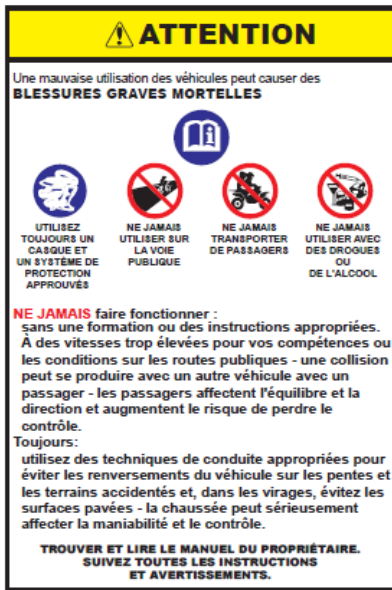 ATTENTION
Une mauvaise utilisation des véhicules peut causer des
BLESSURES GRAVES MORTELLES
UTILISEZ
TOUJOURS UN
CASQUE ET
UN SYSTÈME DE
PROTECTION
APPROUVÉS
NE JAMAIS
UTILISER SUR
LA VOIE
PUBLIQUE
NE JAMAIS
TRANSPORTER
DE PASSAGERS
NE JAMAIS
UTILISER AVEC
DES DROGUES
OU
DE L'ALCOOL
NE JAMAIS faire fonctionner :
sans une formation ou des instructions appropriées.
À des vitesses trop élevées pour vos compétences ou
les conditions sur les routes publiques - une collision
peut se produire avec un autre véhicule avec un
passager - les passagers affectent l'équilibre et la
direction et augmentent le risque de perdre le
contrôle.
Toujours:
utilisez des techniques de conduite appropriées pour
éviter les renversements du véhicule sur les pentes et
les terrains accidentés et, dans les virages, évitez les
surfaces pavées - la chaussée peut sérieusement
affecter la maniabilité et le contrôle.
TROUVER ET LIRE LE MANUEL DU PROPRIÉTAIRE.
SUIVEZ TOUTES LES INSTRUCTIONS
ET AVERTISSEMENTS.